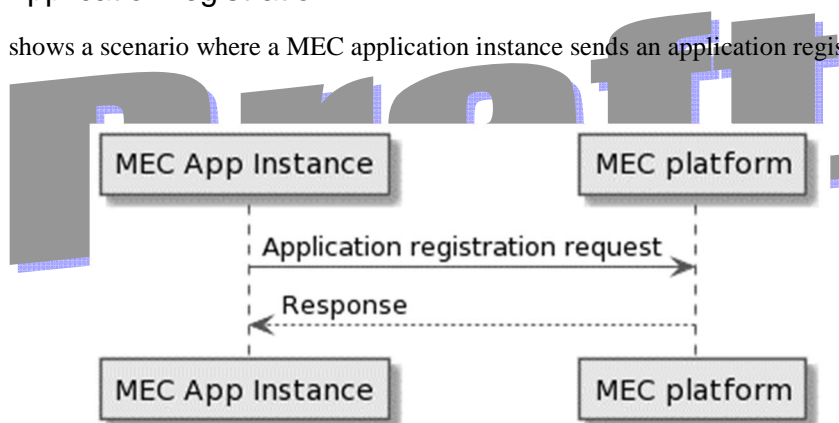 shows a scenario where a MEC application instance sends an application regis
Draft
MEC App Instance MEC platform
Application registration request
Response
MEC App Instance MEC platform